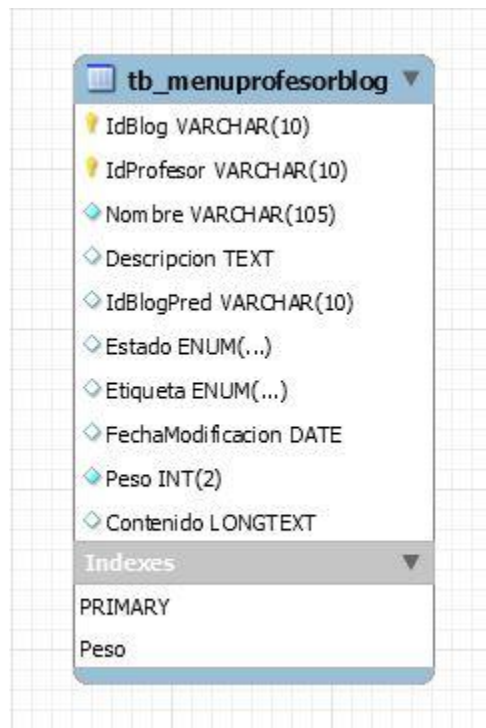 tb_menuprofesorblog
IdBlog VARCHAR(10)
IdProfesor VARCHAR(10)
Nombre VARCHAR(105)
Descripcion TEXT
IdBlogPred VARCHAR(10)
Estado ENUM(...)
Etiqueta ENUM(...)
FechaModificacion DATE
Peso INT(2)
Contenido LONGTEXT
Indexes
PRIMARY
Peso